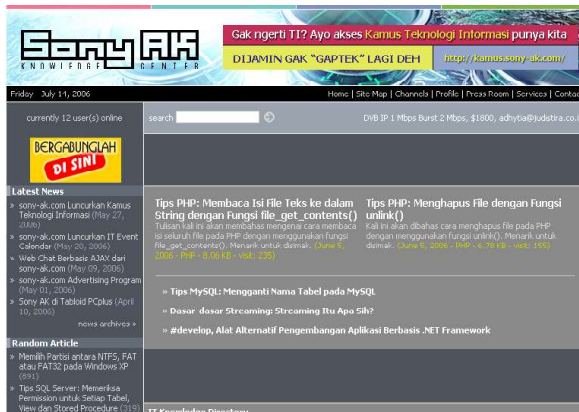 Sony AK
KNOWLEDGE CENTER
Gak ngerti TI? Ayo akses Kamus Teknologi Informasi punya kita
DIJAMIN GAK "GAPTEK" LAGI DEH
http://kamus.sony-ak.com/
Friday July 14, 2006
Home | Site Map | Channels | Profile | Press Room | Services | Contac
currently 12 user(s) online
search
DVB IP 1 Mbps Burst 2 Mbps, $1600, adhytia@judistira.co.i
BERGABUNGLAH
DI SINI
Latest News
» sony-ak.com Luncurkan Kamus
Teknologi Informasi (May 27,
2006)
» sony-ak.com Luncurkan IT Event
Calendar (May 20, 2006)
» Web Chat Berbasis AJAX dari
sony-ak.com (May 09, 2006)
» sony-ak.com Advertising Program
(May 01, 2006)
» Sony AK di Tabloid PCplus (April
10, 2006)
news archives »
Random Article
» Memilih Partisi antara NTFS, FAT
atau FAT32 pada Windows XP
(891)
» Tips SQL Server: Memeriksa
Permission untuk Setiap Tabel,
View dan Stored Procedure (319)
Tips PHP: Membaca Isi File Teks ke dalam
String dengan Fungsi file_get_contents()
Tulisan kali ini akan membahas mengenai cara membaca
isi seluruh file pada PHP dengan menggunakan fungsi
file_get_contents(). Menarik untuk disimak. (June 5,
2006 - PHP - 8.06 KB - visit: 235)
Tips PHP: Menghapus File dengan Fungsi
unlink()
Kali ini akan dibahas cara menghapus file pada PHP
dengan menggunakan fungsi unlink(). Menarik untuk
disimak. (June 5, 2006 - PHP - 6.78 KB - visit: 155)
» Tips MySQL: Mengganti Nama Tabel pada MySQL
» Dasar-dasar Streaming: Streaming Itu Apa Sih?
» #develop, Alat Alternatif Pengembangan Aplikasi Berbasis .NET Framework
IT Knowledge Directory